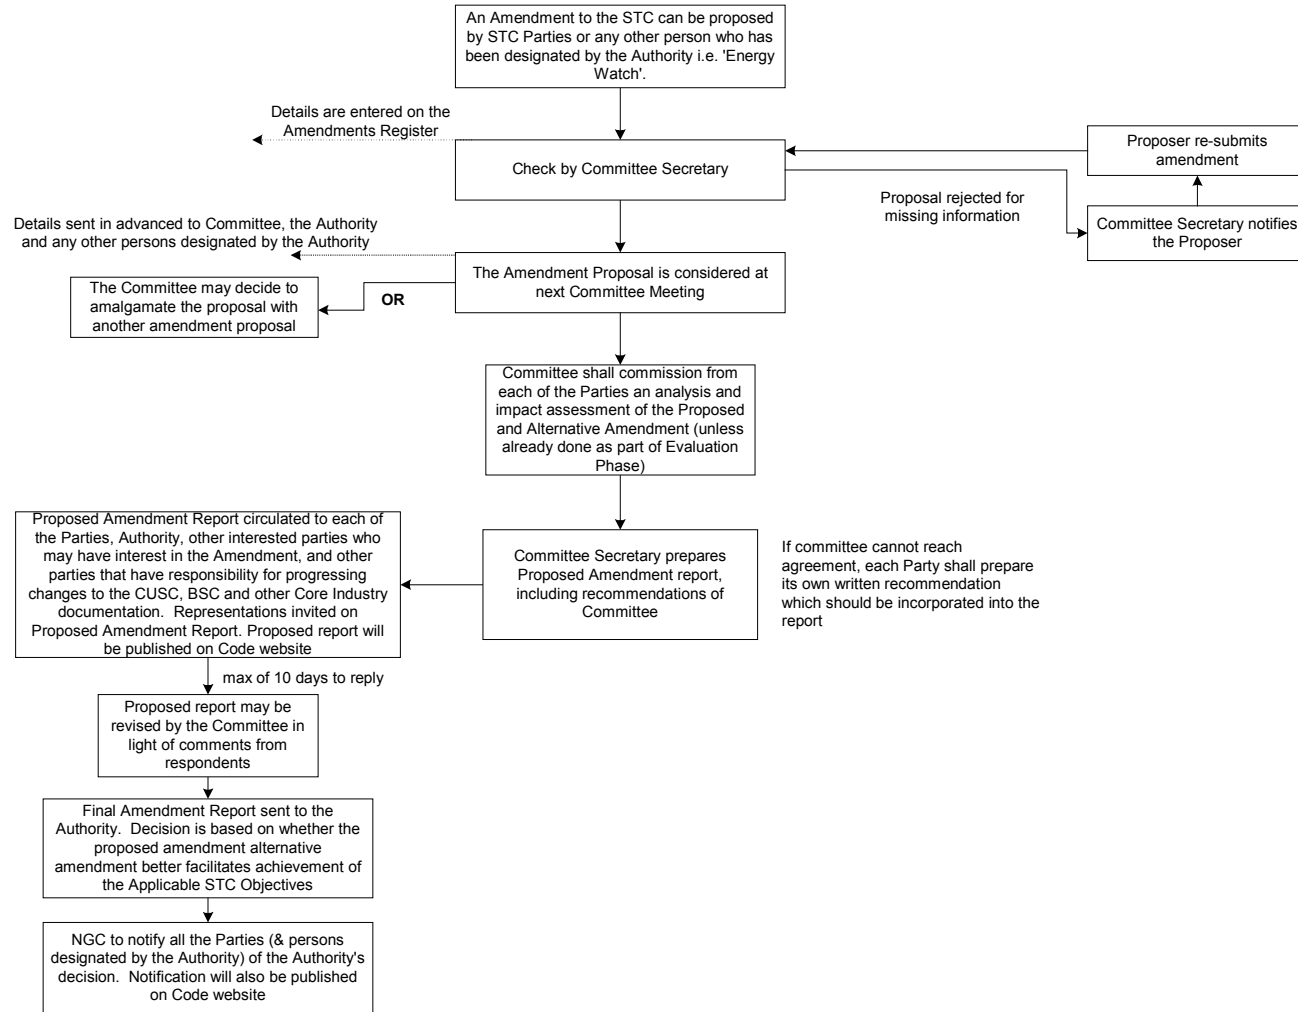 An Amendment to the STC can be proposed
by STC Parties or any other person who has
been designated by the Authority i.e. 'Energy
Watch'.
Details are entered on the
Amendments Register
Check by Committee Secretary
Proposer re-submits
amendment
Proposal rejected for
missing information
Committee Secretary notifies
the Proposer
Details sent in advanced to Committee, the Authority
and any other persons designated by the Authority
The Amendment Proposal is considered at
next Committee Meeting
The Committee may decide to
amalgamate the proposal with
another amendment proposal
OR
Committee shall commission from
each of the Parties an analysis and
impact assessment of the Proposed
and Alternative Amendment (unless
already done as part of Evaluation
Phase)
Committee Secretary prepares
Proposed Amendment report,
including recommendations of
Committee
If committee cannot reach
agreement, each Party shall prepare
its own written recommendation
which should be incorporated into the
report
Proposed Amendment Report circulated to each of
the Parties, Authority, other interested parties who
may have interest in the Amendment, and other
parties that have responsibility for progressing
changes to the CUSC, BSC and other Core Industry
documentation.  Representations invited on
Proposed Amendment Report. Proposed report will
be published on Code website
max of 10 days to reply
Proposed report may be
revised by the Committee in
light of comments from
respondents
Final Amendment Report sent to the
Authority.  Decision is based on whether the
proposed amendment alternative
amendment better facilitates achievement of
the Applicable STC Objectives
NGC to notify all the Parties (& persons
designated by the Authority) of the Authority's
decision.  Notification will also be published
on Code website